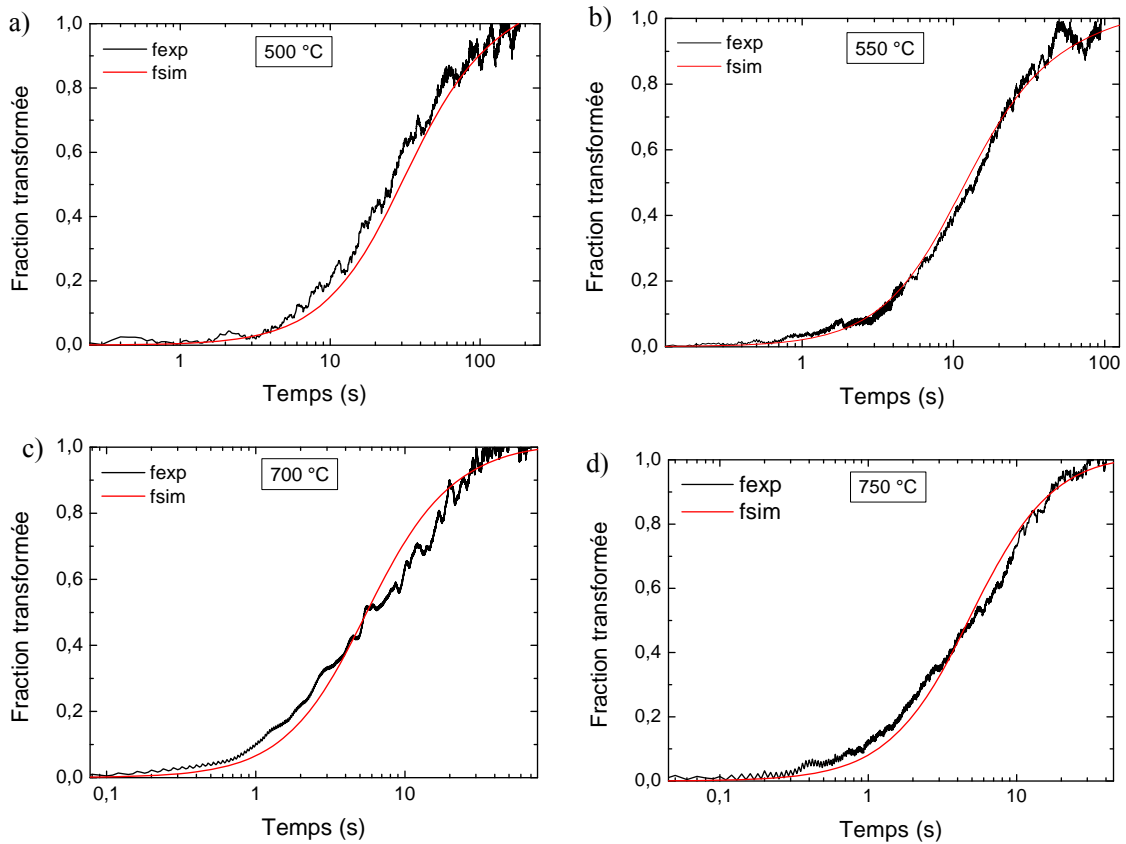 a)
500 °C
fexp
fsim
Fraction transformée
1,0
0,8
0,6
0,4
0,2
0,0
1
10
100
Temps (s)
b)
550 °C
fexp
fsim
Fraction transformée
1,0
0,8
0,6
0,4
0,2
0,0
1
10
100
Temps (s)
c)
700 °C
fexp
fsim
Fraction transformée
1,0
0,8
0,6
0,4
0,2
0,0
0,1
1
10
Temps (s)
d)
750 °C
fexp
fsim
Fraction transformée
1,0
0,8
0,6
0,4
0,2
0,0
0,1
1
10
Temps (s)